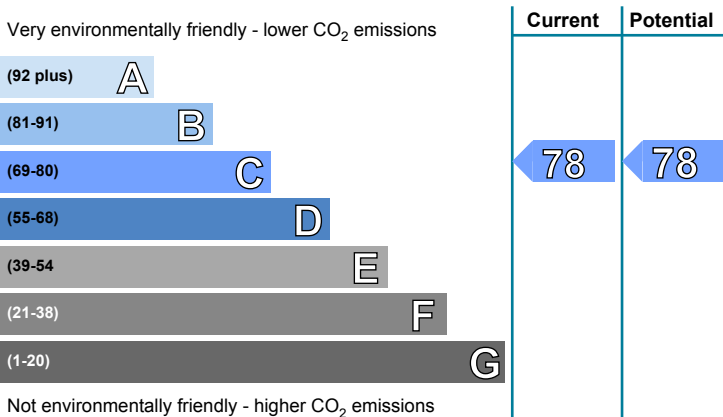 Current Potential
Very environmentally friendly - lower CO2 emissions
(92 plus) A
(81-91) B
(69-80) C
78 78
(55-68) D
(39-54 E
(21-38) F
(1-20) G
Not environmentally friendly - higher CO2 emissions